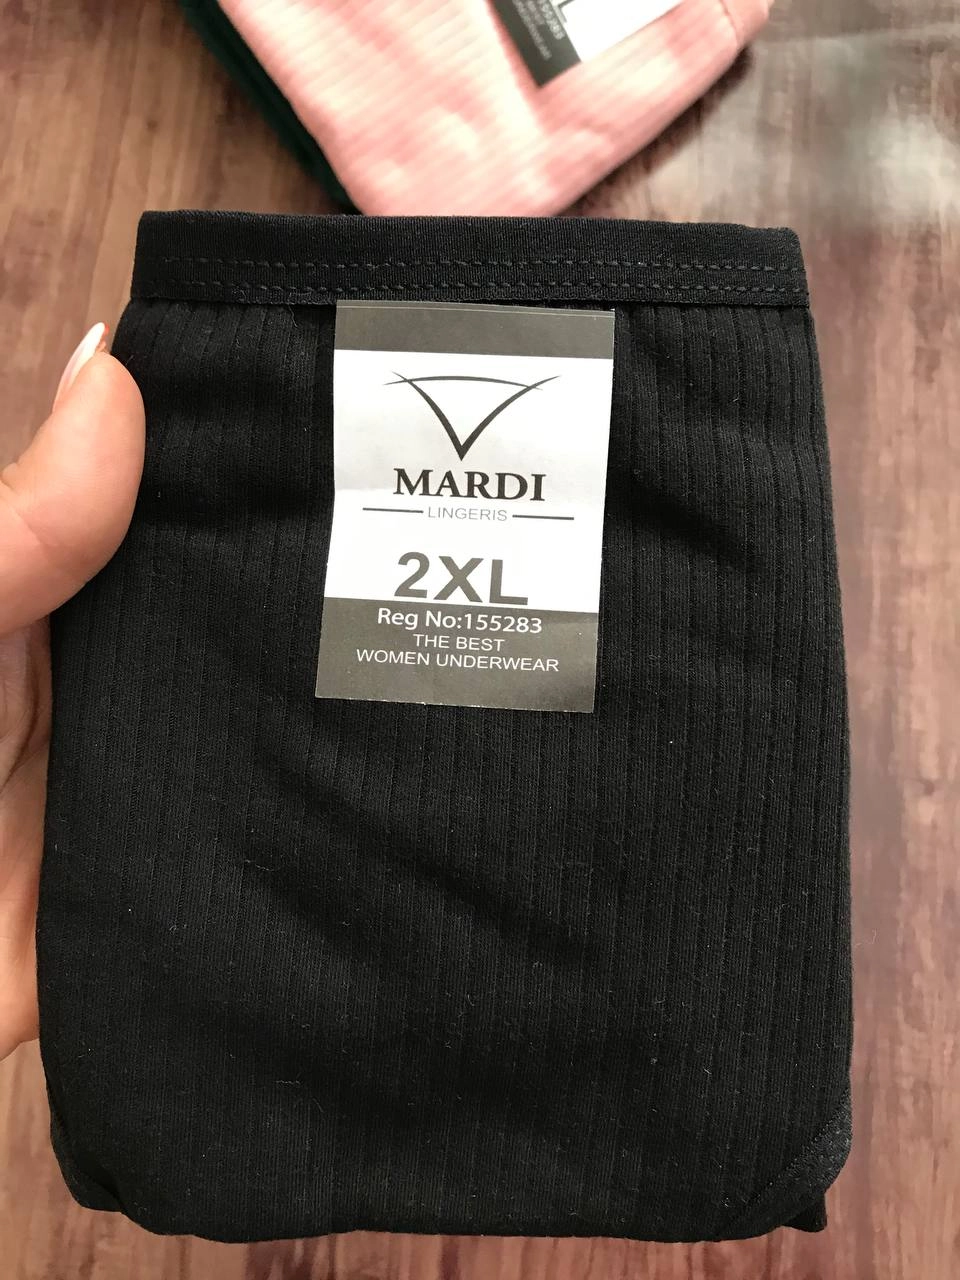 MARDI
LINGERIS
2XL
Reg No:155283
THE BEST
WOMEN UNDERWEAR